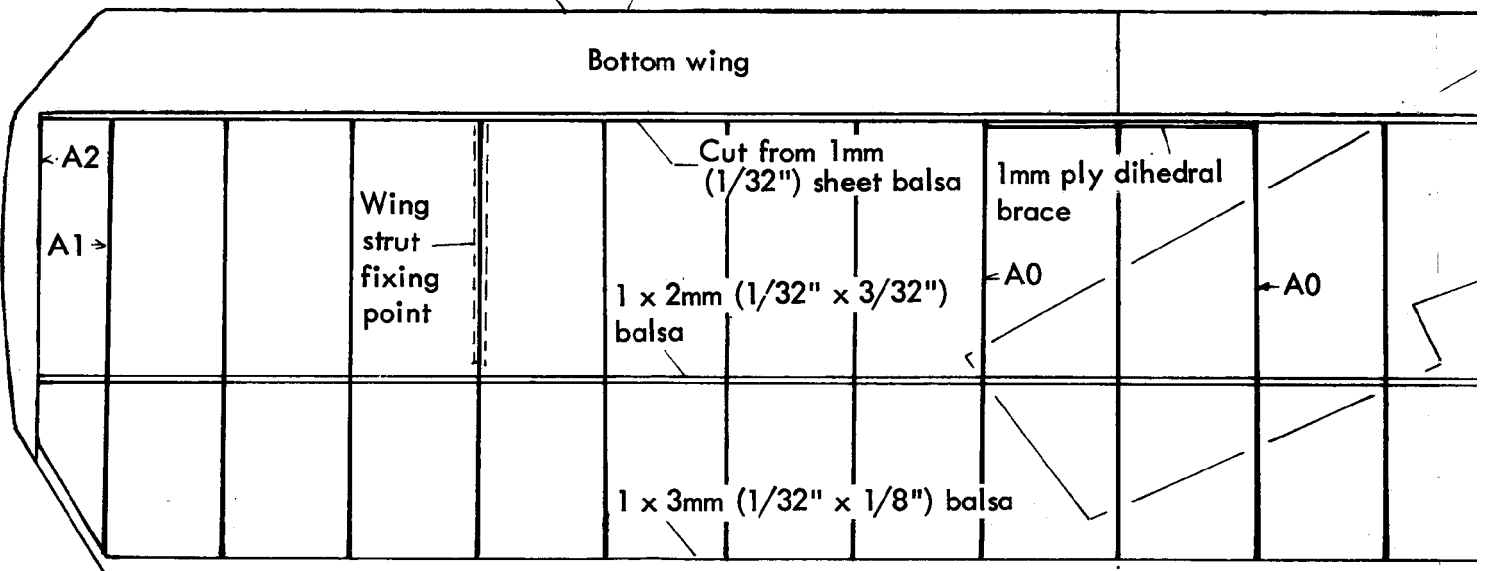 Bottom wing
A2
Cut from 1mm
(1/32") sheet balsa
1mm ply dihedral
brace
Wing
strut
fixing
point
A1
A0
A0
1 x 2mm (1/32" x 3/32")
balsa
1 x 3mm (1/32" x 1/8") balsa